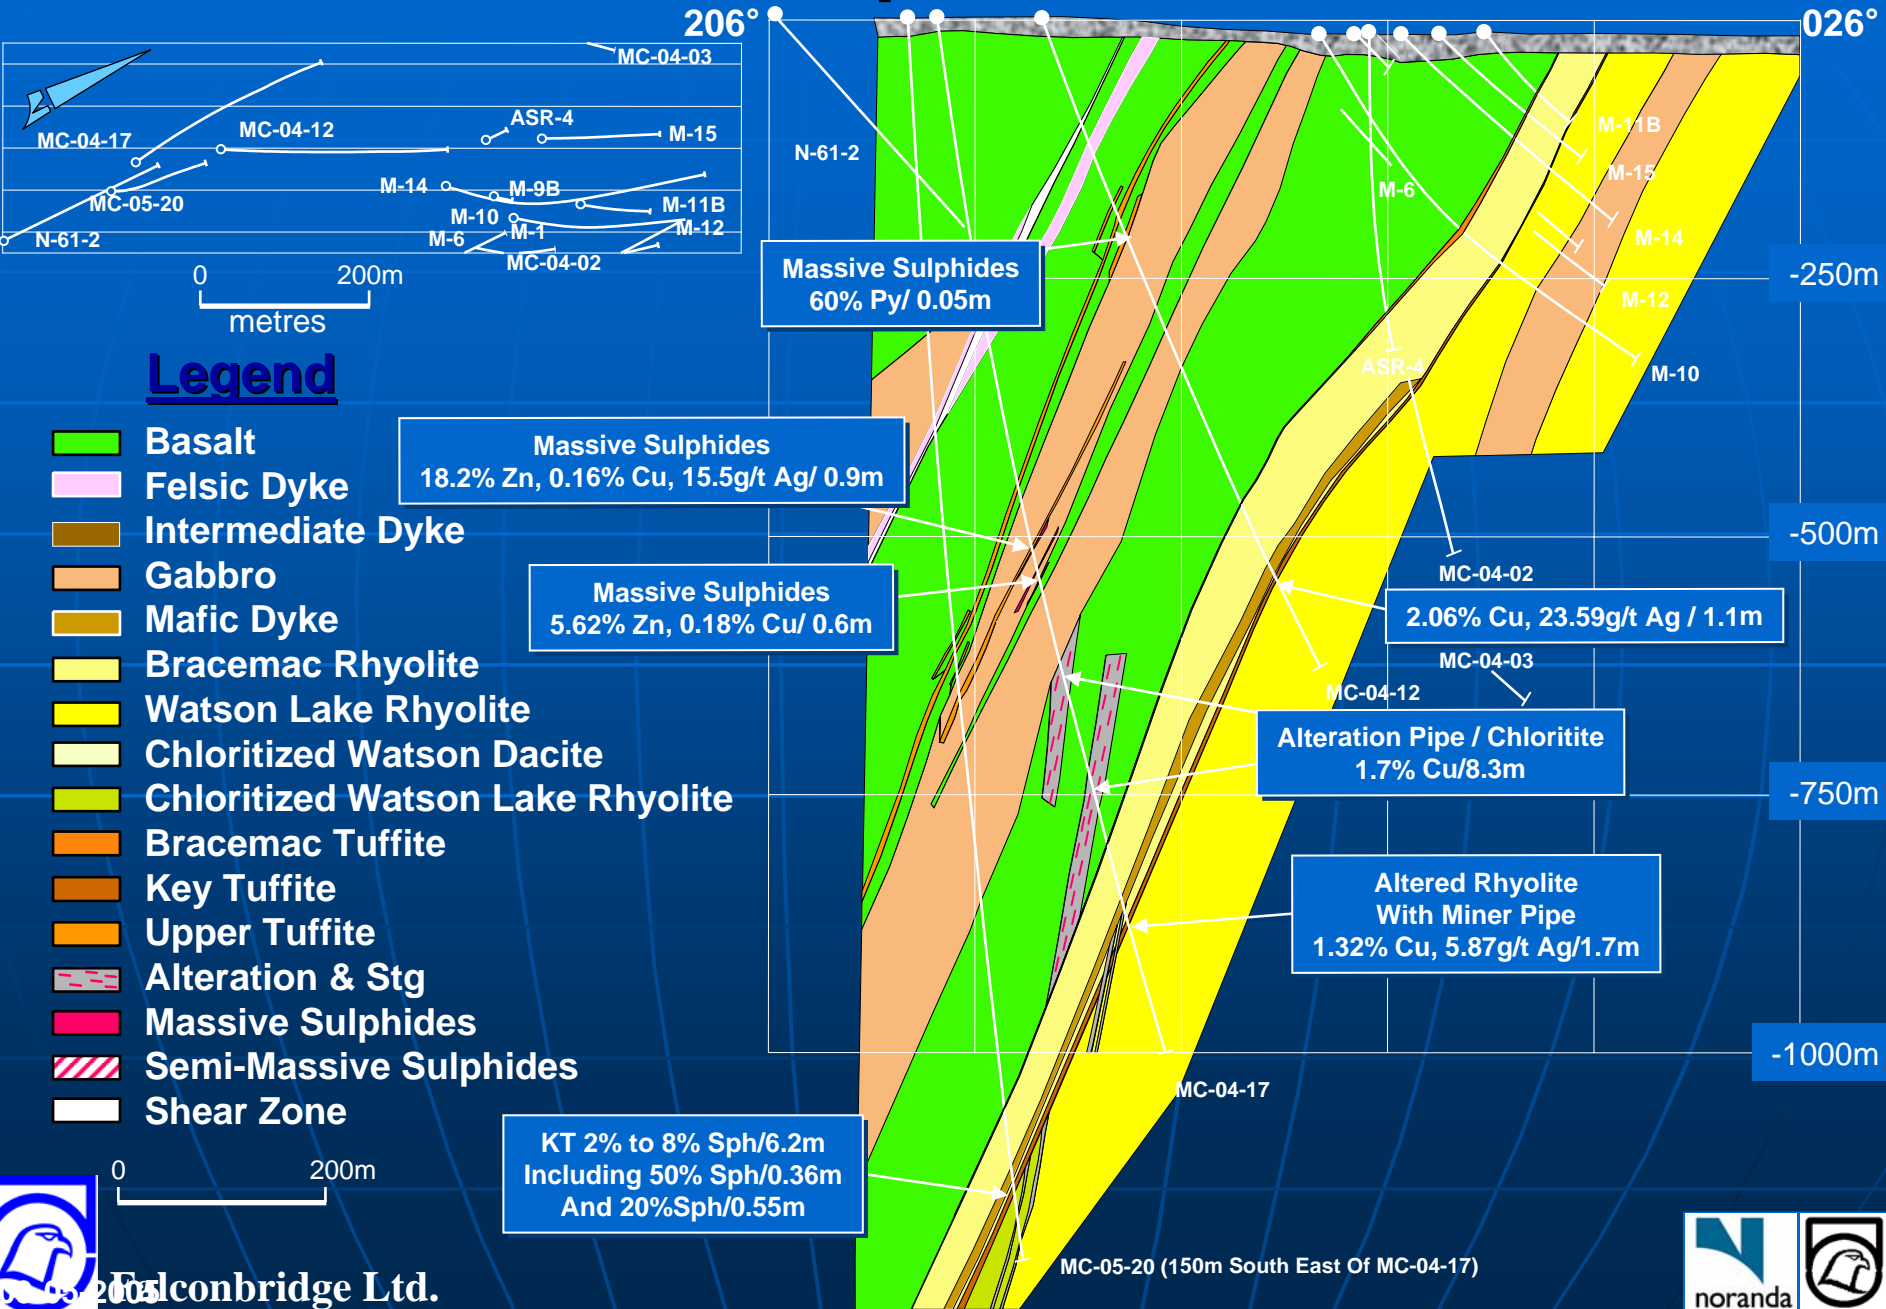 206°
026°
MC-04-03
ASR-4
MC-04-12
MC-04-17
M-15
M-14
M-9B
MC-05-20
M-11B
M-10
M-1
M-12
M-6
N-61-2
MC-04-02
0 200m
metres
N-61-2
M-11B
M-15
M-6
M-14
M-12
ASR-4
M-10
-250m
-500m
-750m
-1000m
Massive Sulphides
60% Py/ 0.05m
Massive Sulphides
18.2% Zn, 0.16% Cu, 15.5g/t Ag/ 0.9m
Massive Sulphides
5.62% Zn, 0.18% Cu/ 0.6m
MC-04-02
2.06% Cu, 23.59g/t Ag / 1.1m
MC-04-03
MC-04-12
Alteration Pipe / Chloritite
1.7% Cu/8.3m
Altered Rhyolite
With Miner Pipe
1.32% Cu, 5.87g/t Ag/1.7m
MC-04-17
KT 2% to 8% Sph/6.2m
Including 50% Sph/0.36m
And 20%Sph/0.55m
MC-05-20 (150m South East Of MC-04-17)
Legend
Basalt
Felsic Dyke
Intermediate Dyke
Gabbro
Mafic Dyke
Bracemac Rhyolite
Watson Lake Rhyolite
Chloritized Watson Dacite
Chloritized Watson Lake Rhyolite
Bracemac Tuffite
Key Tuffite
Upper Tuffite
Alteration & Stg
Massive Sulphides
Semi-Massive Sulphides
Shear Zone
0 200m
Falconbridge Ltd.
noranda